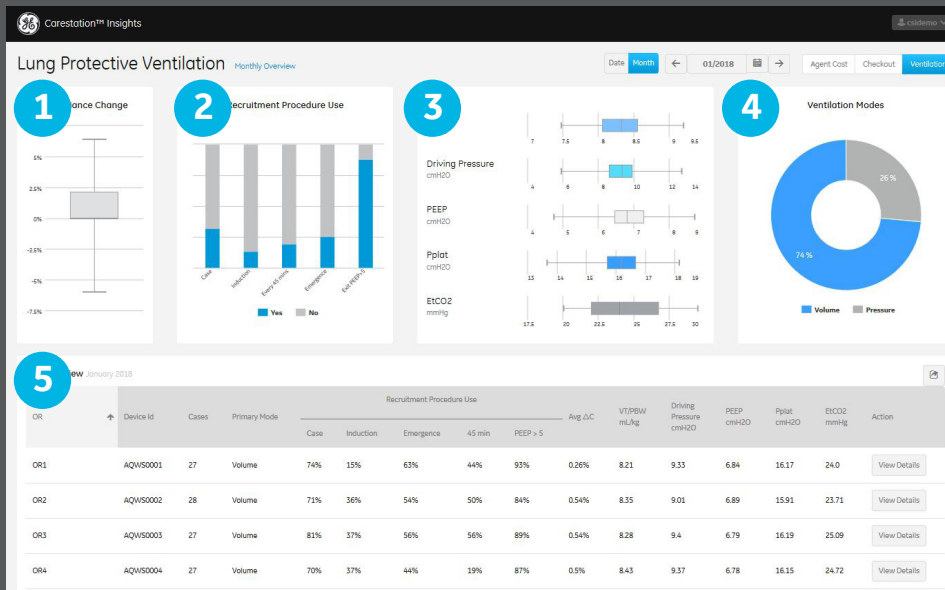 Carestation™ Insights
csidemo
Lung Protective Ventilation Monthly Overview
Date Month 01/2018 Agent Cost Checkout Ventilation
1
ance Change
5%
2.5%
0%
-3.5%
-5%
-7.5%
2
Recruitment Procedure Use
Case Induction Every 45 mins Emergence Exit PEEP>5
Yes No
3
7 7.5 8 8.5 9 9.5
Driving Pressure
cmH2O
4 6 8 10 12 14
PEEP
cmH2O
4 5 6 7 8 9
Pplat
cmH2O
13 14 15 16 17 18 19
EtCO2
mmHg
17.5 20 22.5 25 27.5 30
4
Ventilation Modes
26 %
74 %
Volume Pressure
5
ew January 2018
OR Device Id Cases Primary Mode Recruitment Procedure Use Avg △C VT/PBW mL/kg Driving Pressure cmH2O PEEP cmH2O Pplat cmH2O EtCO2 mmHg Action
Case Induction Emergence 45 min PEEP > 5
OR1 AQWS0001 27 Volume 74% 15% 63% 44% 93% 0.26% 8.21 9.33 6.84 16.17 24.0 View Details
OR2 AQWS0002 28 Volume 71% 36% 54% 50% 84% 0.54% 8.35 9.01 6.89 15.91 23.71 View Details
OR3 AQWS0003 27 Volume 81% 37% 56% 56% 89% 0.54% 8.28 9.4 6.79 16.19 25.09 View Details
OR4 AQWS0004 27 Volume 70% 37% 44% 19% 87% 0.5% 8.43 9.37 6.78 16.15 24.72 View Details